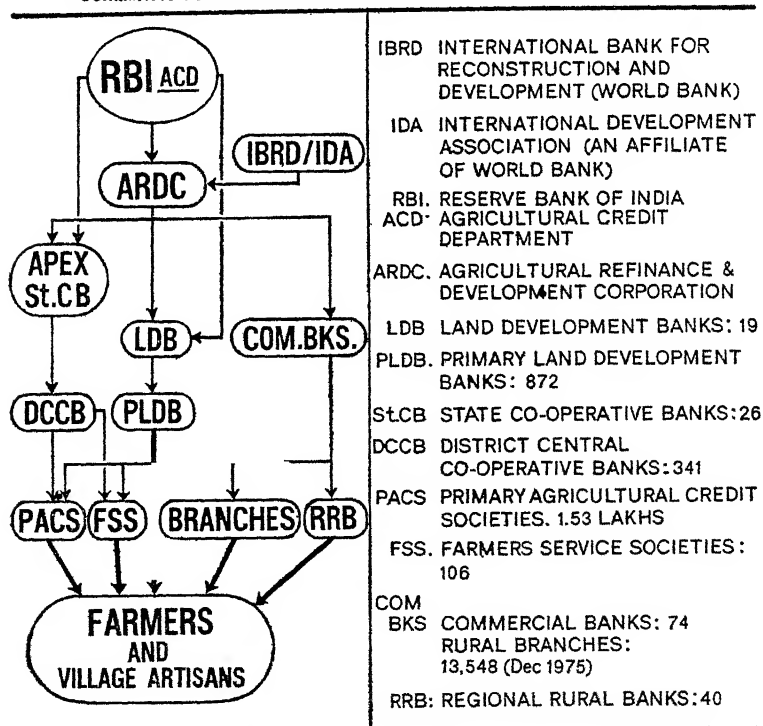 RBI ACD
IBRD/IDA
ARDC
APEX
St.CB
LDB
COM.BKS.
DCCB
PLDB
PACS
FSS
BRANCHES
RRB
FARMERS
AND
VILLAGE ARTISANS
IBRD INTERNATIONAL BANK FOR
RECONSTRUCTION AND
DEVELOPMENT (WORLD BANK)
IDA INTERNATIONAL DEVELOPMENT
ASSOCIATION (AN AFFILIATE
OF WORLD BANK)
RBI. RESERVE BANK OF INDIA
ACD· AGRICULTURAL CREDIT
DEPARTMENT
ARDC. AGRICULTURAL REFINANCE &
DEVELOPMENT CORPORATION
LDB LAND DEVELOPMENT BANKS: 19
PLDB. PRIMARY LAND DEVELOPMENT
BANKS: 872
St.CB STATE CO-OPERATIVE BANKS:26
DCCB DISTRICT CENTRAL
CO-OPERATIVE BANKS:341
PACS PRIMARY AGRICULTURAL CREDIT
SOCIETIES. 1.53 LAKHS
FSS. FARMERS SERVICE SOCIETIES:
106
COM
BKS COMMERCIAL BANKS: 74
RURAL BRANCHES:
13,548 (Dec 1975)
RRB: REGIONAL RURAL BANKS:40